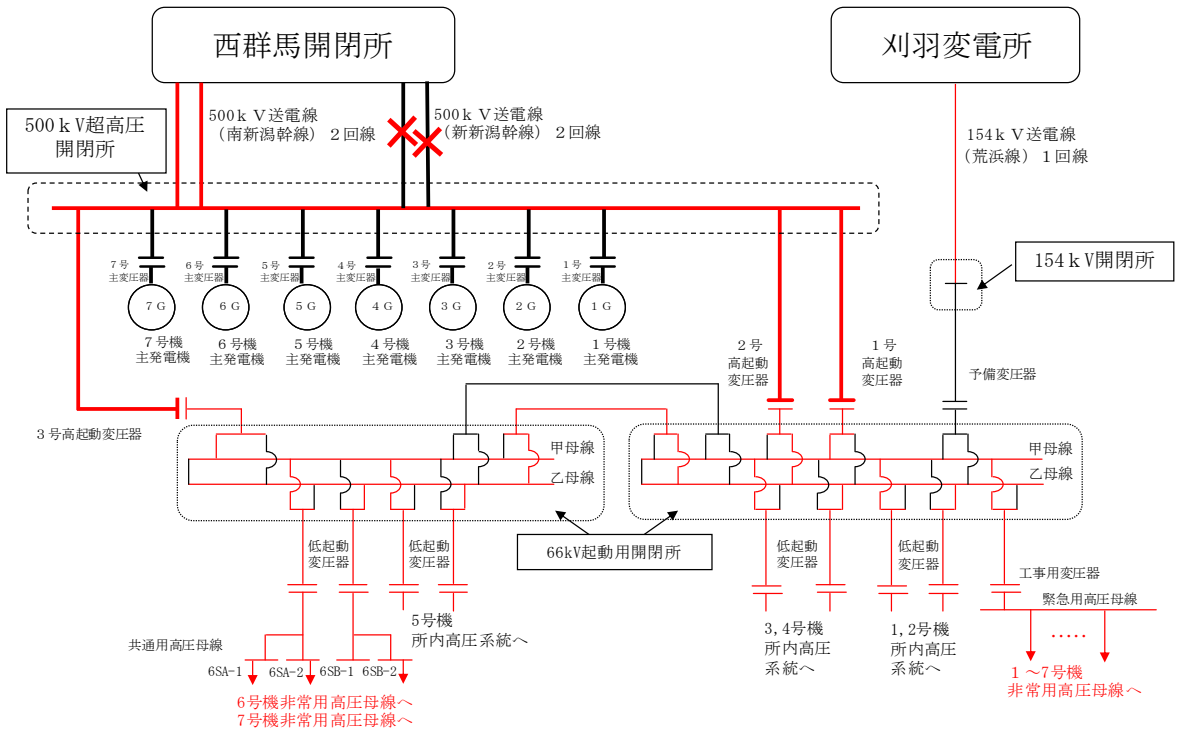 西群馬開閉所
刈羽変電所
500ｋV超高圧
開閉所
500ｋＶ送電線
（南新潟幹線）２回線
500ｋＶ送電線
（新新潟幹線）２回線
154ｋＶ送電線
（荒浜線）１回線
154ｋV開閉所
7号
主変圧器
6号
主変圧器
5号
主変圧器
4号
主変圧器
3号
主変圧器
2号
主変圧器
1号
主変圧器
7G
6G
5G
4G
3G
2G
1G
7号機
主発電機
6号機
主発電機
5号機
主発電機
4号機
主発電機
3号機
主発電機
2号機
主発電機
1号機
主発電機
2号
高起動
変圧器
1号
高起動
変圧器
予備変圧器
3号高起動変圧器
甲母線
乙母線
甲母線
乙母線
66kV起動用開閉所
低起動
変圧器
低起動
変圧器
低起動
変圧器
低起動
変圧器
工事用変圧器
緊急用高圧母線
5号機
所内高圧系統へ
3,4号機
所内高圧
系統へ
1,2号機
所内高圧
系統へ
共通用高圧母線
6SA-1
6SA-2
6SB-1
6SB-2
.....
1～7号機
非常用高圧母線へ
6号機非常用高圧母線へ
7号機非常用高圧母線へ